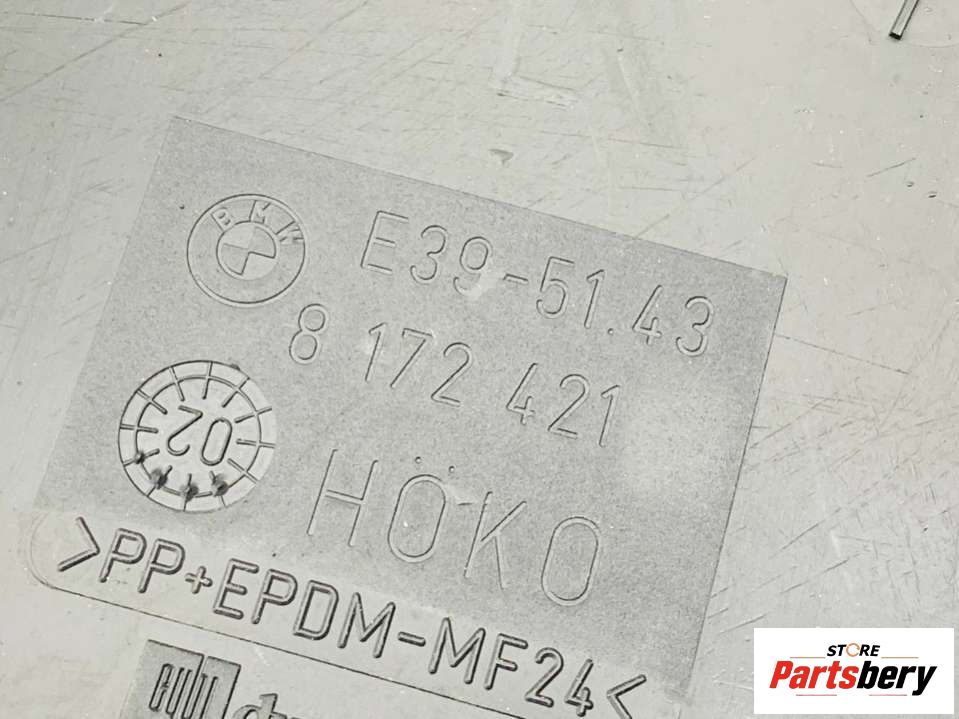 BMW
E39-51.43
8 172 421
02
HÖKO
>PP+EPDM-MF24<
STORE
Partsbery